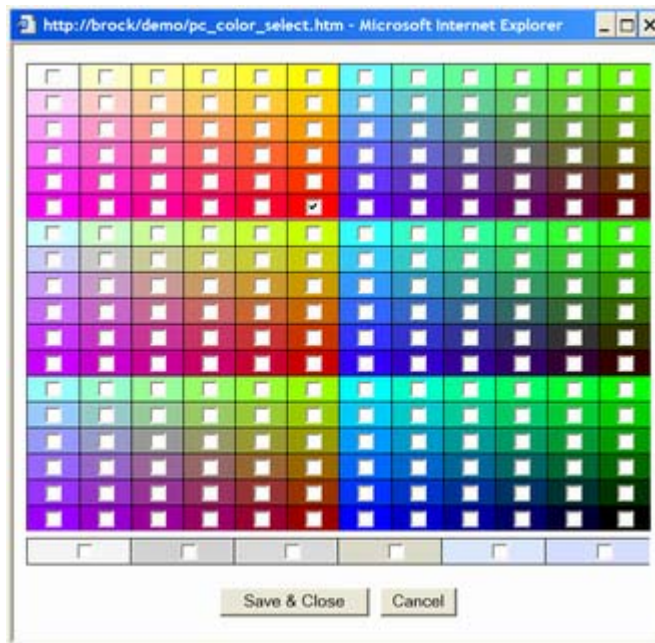 http://brock/demo/pc_color_select.htm - Microsoft Internet Explorer
Save & Close
Cancel